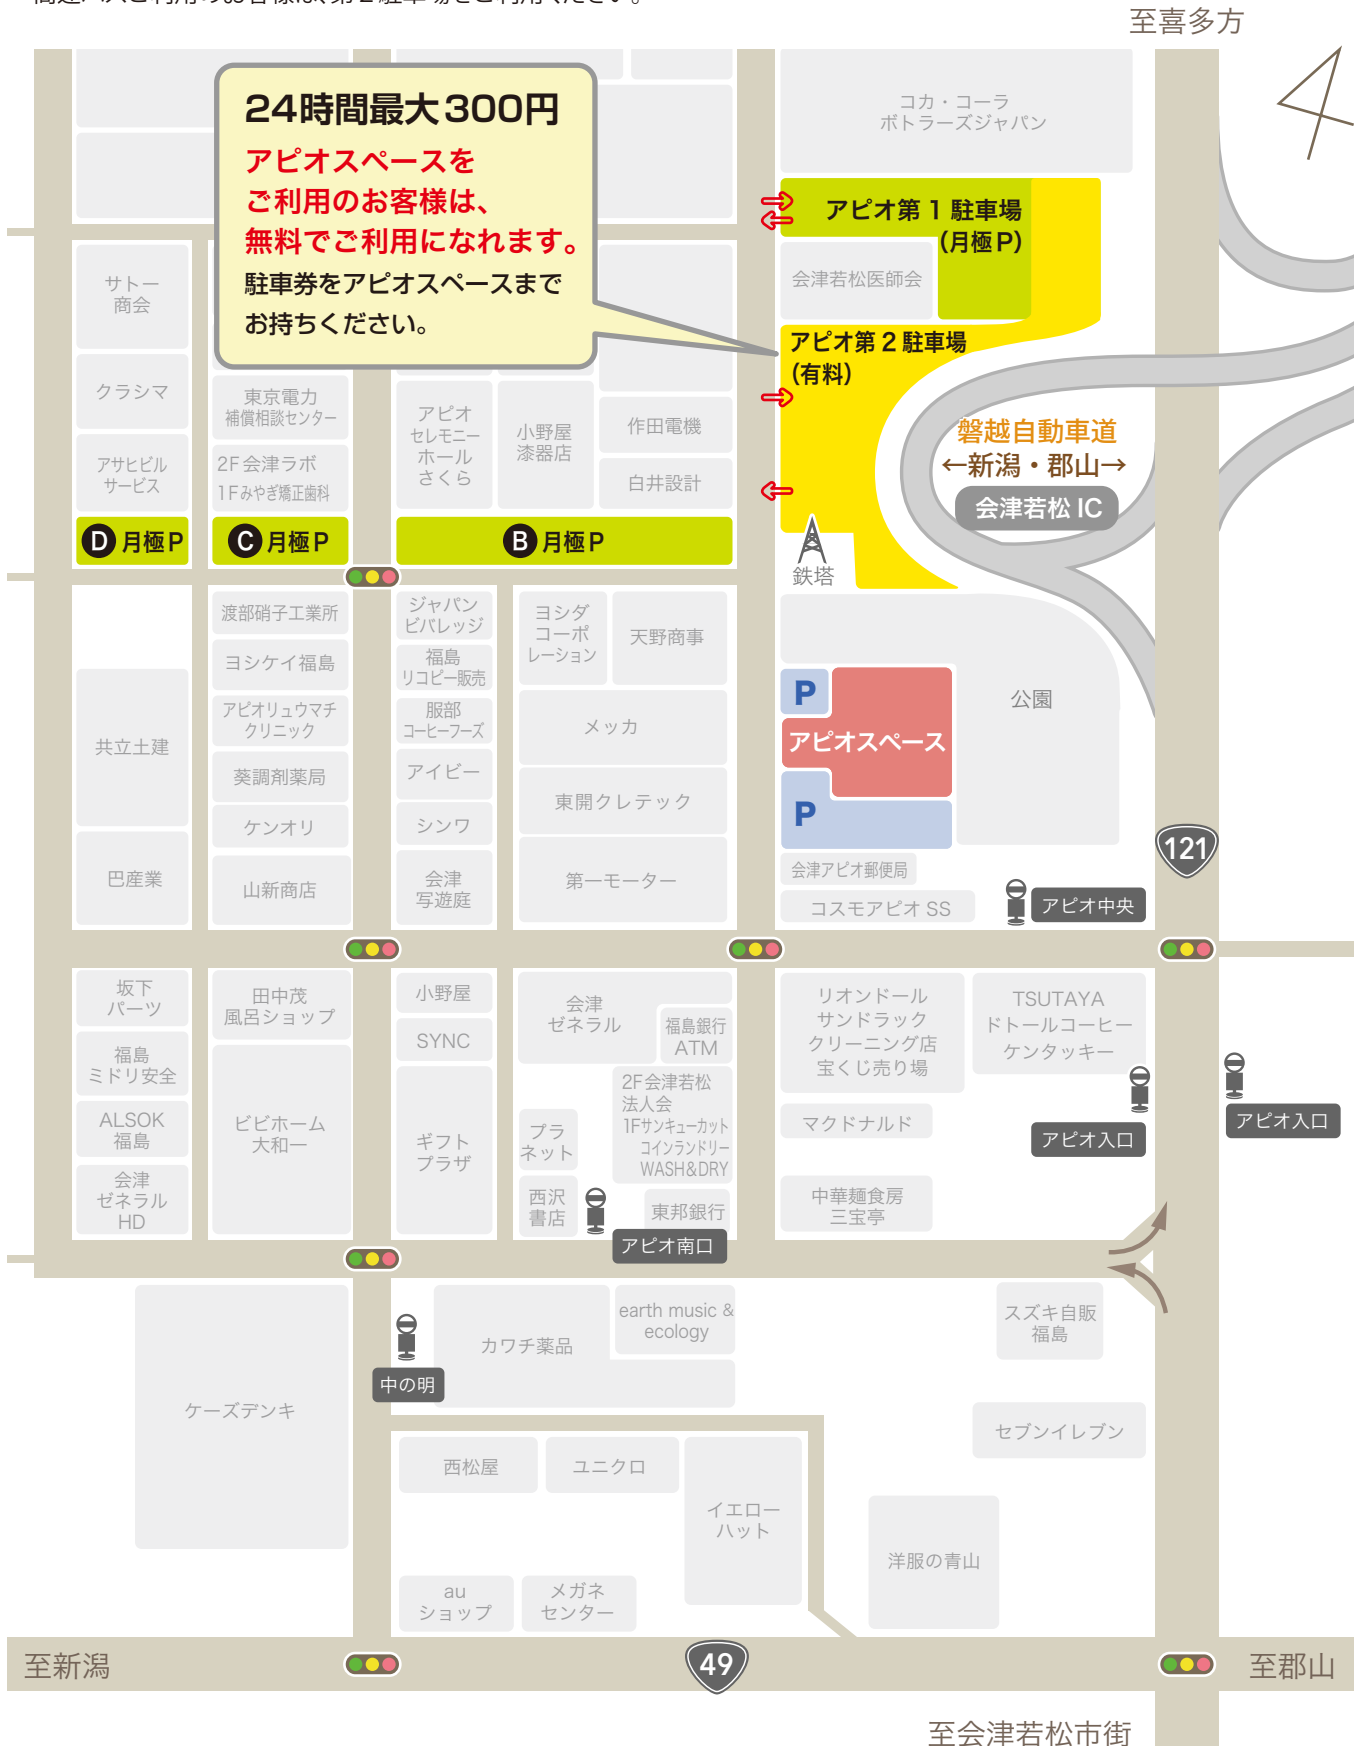 至喜多方
24時間最大300円
アピオスペースを
ご利用のお客様は、
無料でご利用になれます。
駐車券をアピオスペースまで
お持ちください。
コカ・コーラ
ボトラーズジャパン
アピオ第1駐車場
(月極P)
会津若松医師会
アピオ第2駐車場
(有料)
サトー
商会
クラシマ
アサヒビル
サービス
東京電力
補償相談センター
2F会津ラボ
1Fみやぎ矯正歯科
アピオ
セレモニー
ホール
さくら
小野屋
漆器店
作田電機
白井設計
磐越自動車道
←新潟・郡山→
会津若松 IC
D 月極P
C 月極P
B 月極P
鉄塔
渡部硝子工業所
ヨシケイ福島
アピオリュウマチ
クリニック
葵調剤薬局
ケンオリ
山新商店
共立土建
巴産業
ジャパン
ビバレッジ
福島
リコピー販売
服部
コーヒーフーズ
アイビー
シンワ
会津
写遊庭
ヨシダ
コーポ
レーション
天野商事
メッカ
東開クレテック
第一モーター
P
アピオスペース
P
公園
会津アピオ郵便局
コスモアピオ SS
アピオ中央
121
坂下
パーツ
福島
ミドリ安全
ALSOK
福島
会津
ゼネラル
HD
田中茂
風呂ショップ
ビビホーム
大和一
小野屋
SYNC
ギフト
プラザ
会津
ゼネラル
福島銀行
ATM
2F会津若松
法人会
1Fサンキューカット
コインランドリー
WASH&DRY
プラ
ネット
西沢
書店
東邦銀行
アピオ南口
リオンドール
サンドラック
クリーニング店
宝くじ売り場
TSUTAYA
ドトールコーヒー
ケンタッキー
マクドナルド
中華麺食房
三宝亭
アピオ入口
アピオ入口
ケーズデンキ
中の明
カワチ薬品
earth music &
ecology
スズキ自販
福島
セブンイレブン
西松屋
ユニクロ
イエロー
ハット
洋服の青山
au
ショップ
メガネ
センター
至新潟
49
至郡山
至会津若松市街